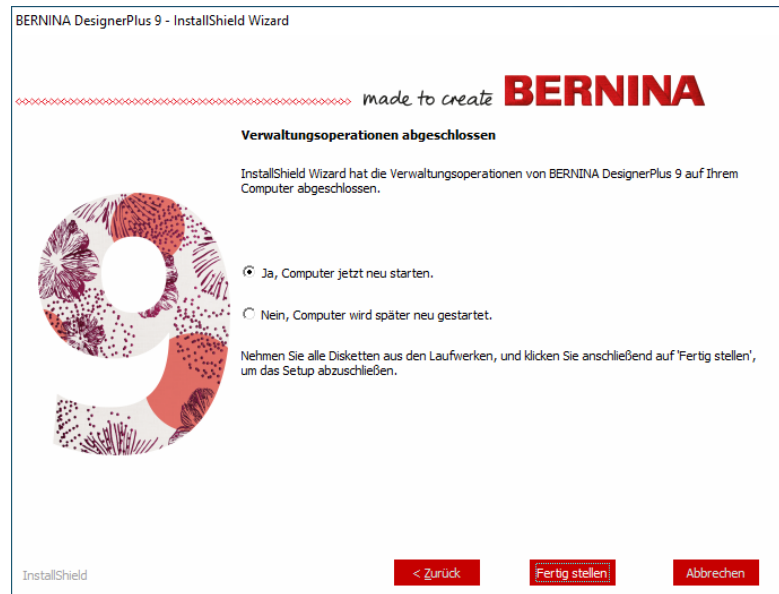 BERNINA DesignerPlus 9 - InstallShield Wizard
made to create BERNINA
Verwaltungsoperationen abgeschlossen
InstallShield Wizard hat die Verwaltungsoperationen von BERNINA DesignerPlus 9 auf Ihrem
Computer abgeschlossen.
9
Ja, Computer jetzt neu starten.
Nein, Computer wird später neu gestartet.
Nehmen Sie alle Disketten aus den Laufwerken, und klicken Sie anschließend auf 'Fertig stellen',
um das Setup abzuschließen.
InstallShield
< Zurück
Fertig stellen
Abbrechen